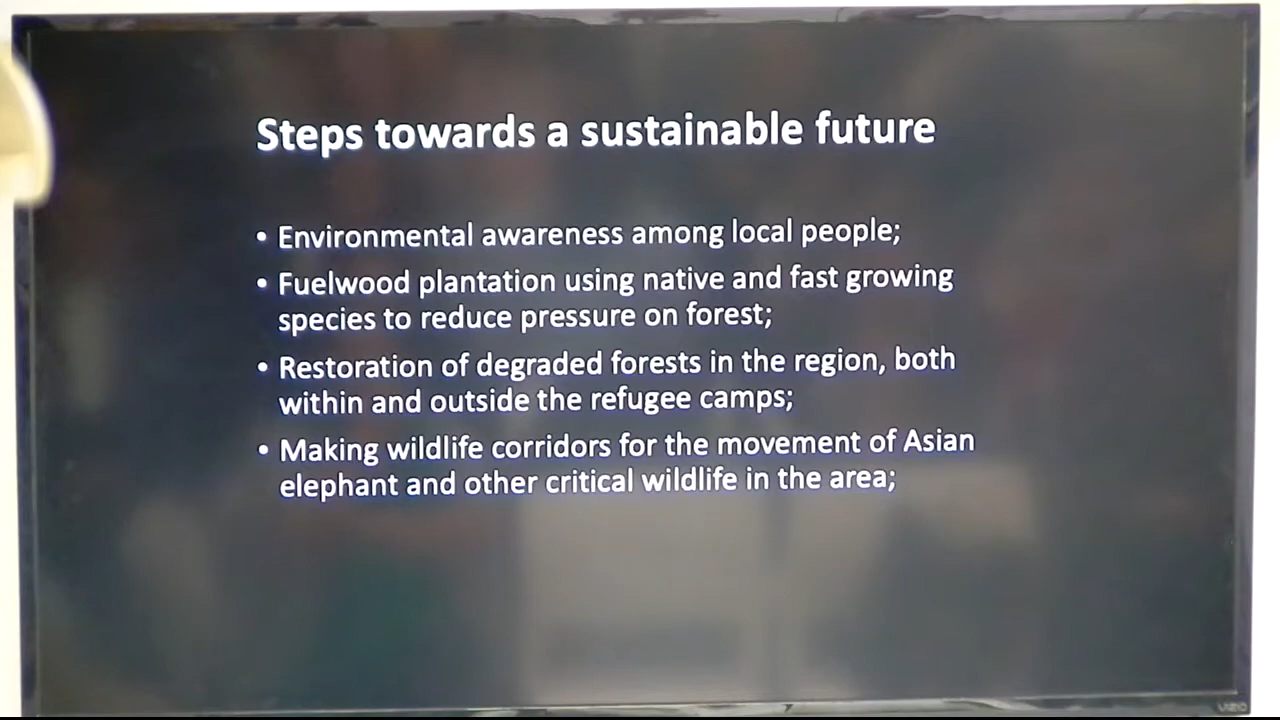 Steps towards a sustainable future
• Environmental awareness among local people;
• Fuelwood plantation using native and fast growing
species to reduce pressure on forest;
• Restoration of degraded forests in the region, both
within and outside the refugee camps;
• Making wildlife corridors for the movement of Asian
elephant and other critical wildlife in the area;
VIZIO